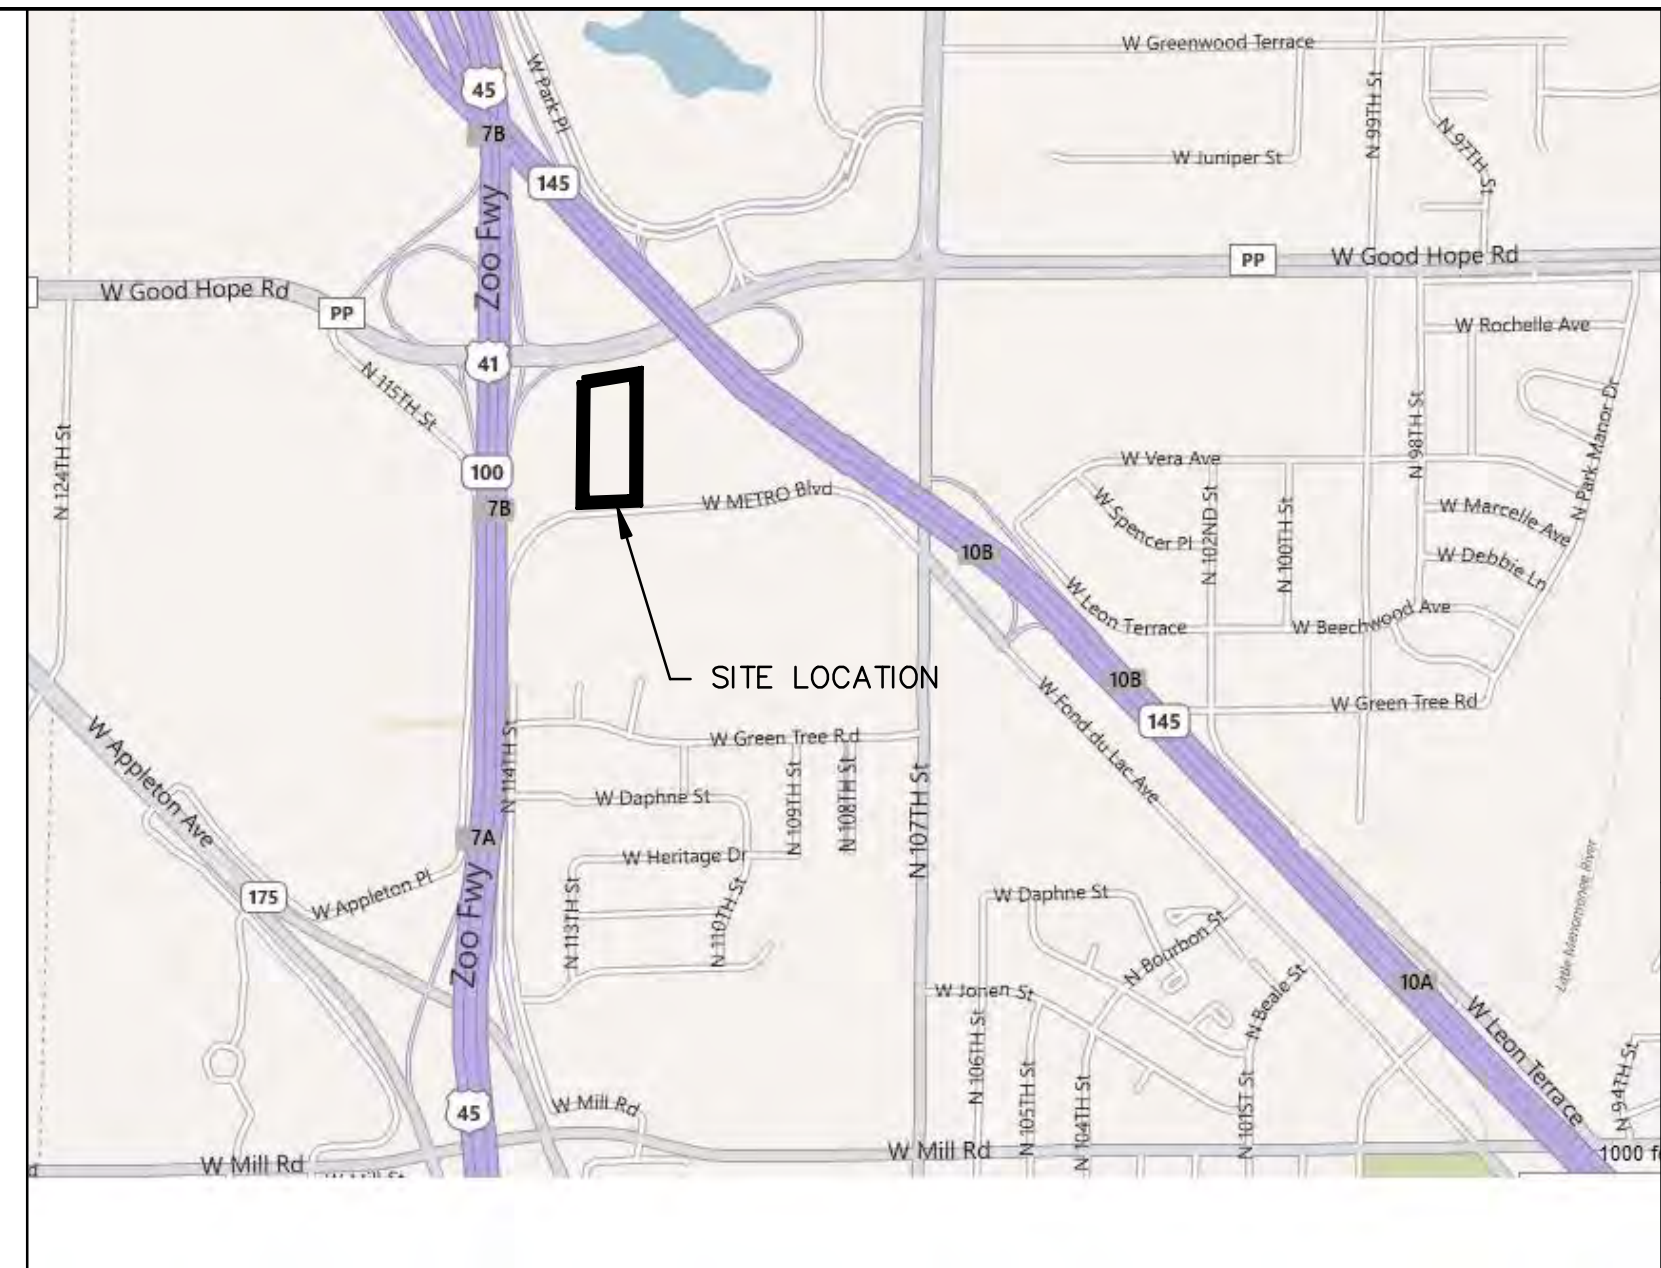 W Greenwood Terrace
45
W Park Pl
7B
N 99TH St
N 97TH St
W Juniper St
145
Zoo Fwy
PP
W Good Hope Rd
W Good Hope Rd
PP
W Rochelle Ave
41
N 115TH St
N 98TH St
N Park Manor Dr
N 124TH St
100
W Vera Ave
7B
W METRO Blvd
W Spencer Pl
N 102ND St
N 100TH St
W Marcelle Ave
10B
W Debbie Ln
W Leon Terrace
W Beechwood Ave
SITE LOCATION
10B
W Fond du Lac Ave
145
W Green Tree Rd
W Appleton Ave
N 114TH St
W Green Tree Rd
N 109TH St
N 108TH St
N 107TH St
W Daphne St
7A
W Heritage Dr
Zoo Fwy
175
W Appleton Pl
N 113TH St
N 110TH St
W Daphne St
N Bourbon St
Little Menomonee River
W Jonen St
N Beale St
10A
W Leon Terrace
N 106TH St
N 105TH St
N 104TH St
N 101ST St
N 94TH St
45
W Mill Rd
W Mill Rd
W Mill Rd
1000 f